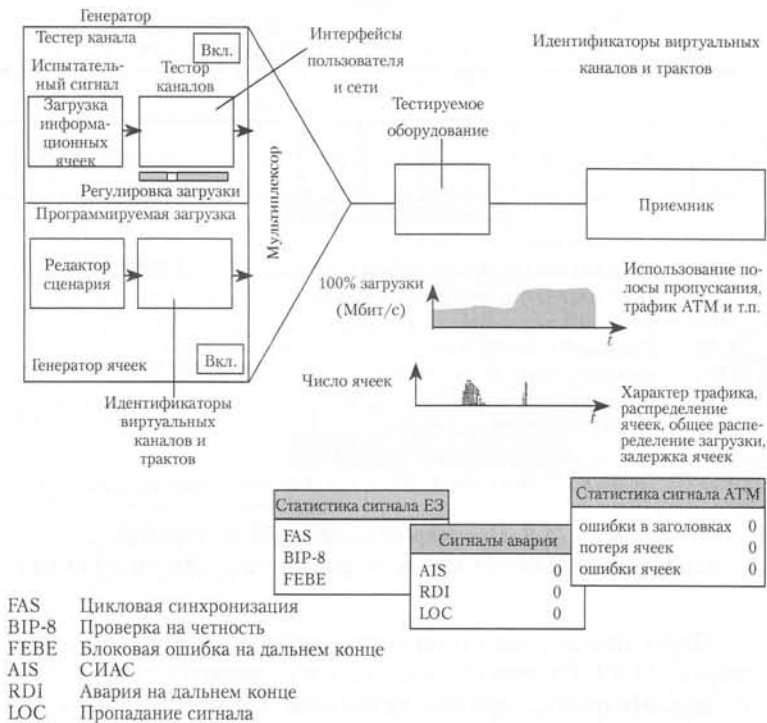 Генератор
Тестер канала
Вкл.
Испытатель-
ный сигнал
Тестор
каналов
Загрузка
информа-
ционных
ячеек
Регулировка загрузки
Программируемая загрузка
Редактор
сценария
Генератор ячеек
Вкл.
Мультиплексор
Интерфейсы
пользователя
и сети
Идентификаторы
виртуальных
каналов и
трактов
Тестируемое
оборудование
Идентификаторы виртуальных
каналов и трактов
Приемник
100% загрузки
(Мбит/с)
t
Использование по-
лосы пропускания,
трафик АТМ и т.п.
Число ячеек
t
Характер трафика,
распределение
ячеек, общее распе-
ределение загрузки,
задержка ячеек
Статистика сигнала Е3
FAS
BIP-8
FEBE
Сигналы аварии
AIS 0
RDI 0
LOC 0
Статистика сигнала АТМ
ошибки в заголовках 0
потеря ячеек 0
ошибки ячеек 0
FAS Цикловая синхронизация
BIP-8 Проверка на четность
FEBE Блоковая ошибка на дальнем конце
AIS СИАС
RDI Авария на дальнем конце
LOC Пропадание сигнала